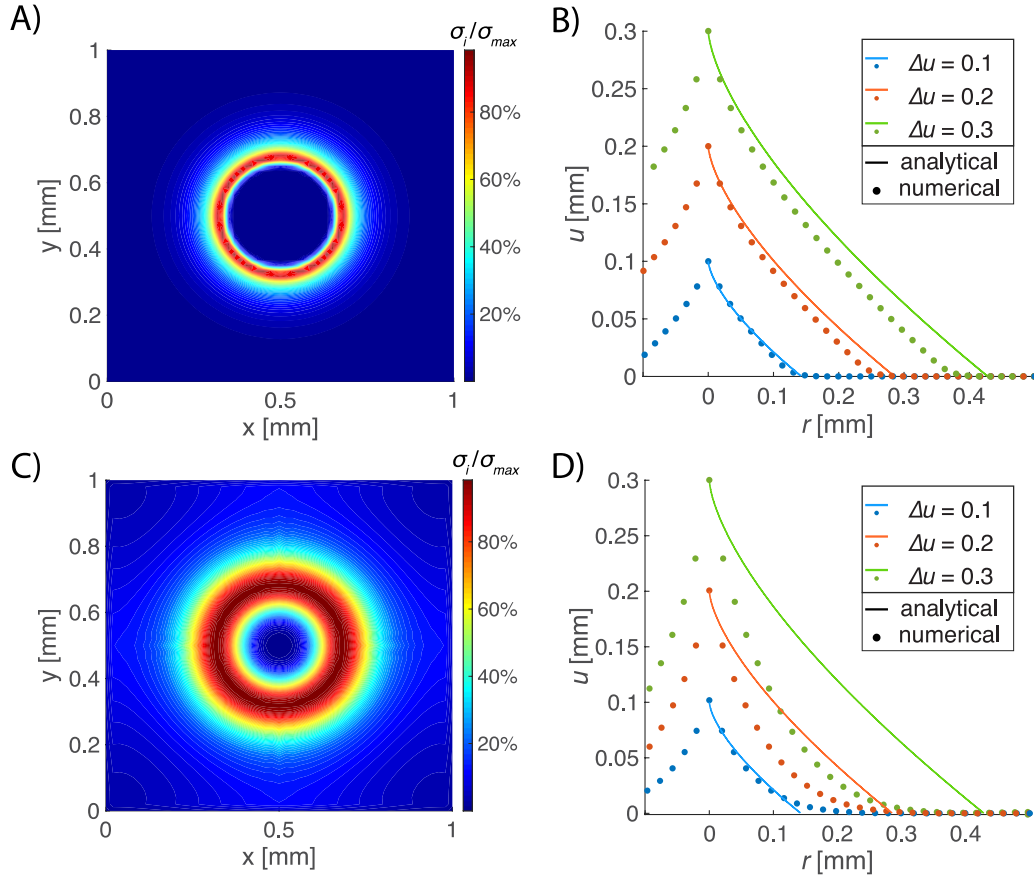 A)
σi/σmax
1
0.8
0.6
0.4
0.2
0
y [mm]
0
0.5
1
x [mm]
80%
60%
40%
20%
B)
0.3
0.25
0.2
0.15
0.1
0.05
0
u [mm]
0
0.1
0.2
0.3
0.4
r [mm]
Δu = 0.1
Δu = 0.2
Δu = 0.3
analytical
numerical
C)
σi/σmax
1
0.8
0.6
0.4
0.2
0
y [mm]
0
0.5
1
x [mm]
80%
60%
40%
20%
D)
0.3
0.25
0.2
0.15
0.1
0.05
0
u [mm]
0
0.1
0.2
0.3
0.4
r [mm]
Δu = 0.1
Δu = 0.2
Δu = 0.3
analytical
numerical